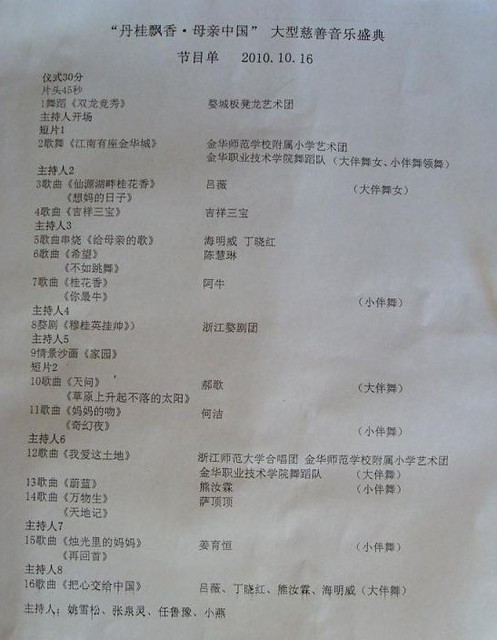 “丹桂飘香·母亲中国” 大型慈善音乐盛典
节目单 2010.10.16
仪式30分
片头45秒
1舞蹈《双龙竞秀》 婺城板凳龙艺术团
主持人开场
短片1
2歌舞《江南有座金华城》 金华师范学校附属小学艺术团
金华职业技术学院舞蹈队（大伴舞女、小伴舞领舞）
主持人2
3歌曲《仙源湖畔桂花香》 吕薇 （大伴舞女）
《想妈的日子》
4歌曲《吉祥三宝》 吉祥三宝
主持人3
5歌曲串烧《给母亲的歌》 海明威 丁晓红
6歌曲《希望》 陈慧琳
《不如跳舞》
7歌曲《桂花香》 阿牛
《你最牛》 （小伴舞）
主持人4
8婺剧《穆桂英挂帅》） 浙江婺剧团
主持人5
9情景沙画《家园》
短片2
10歌曲《天问》 郝歌 （大伴舞）
《草原上升起不落的太阳》
11歌曲《妈妈的吻》 何洁
《奇幻夜》 （小伴舞）
主持人6
12歌曲《我爱这土地》 浙江师范大学合唱团 金华师范学校附属小学艺术团
金华职业技术学院舞蹈队 （大伴舞）
13歌曲《蔚蓝》 熊汝霖 （小伴舞）
14歌曲《万物生》 萨顶顶
《天地记》
主持人7
15歌曲《烛光里的妈妈》 姜育恒 （小伴舞）
《再回首》
主持人8
16歌曲《把心交给中国》 吕薇、丁晓红、熊汝霖、海明威（大伴舞）
主持人：姚雪松、张泉灵、任鲁豫、小燕